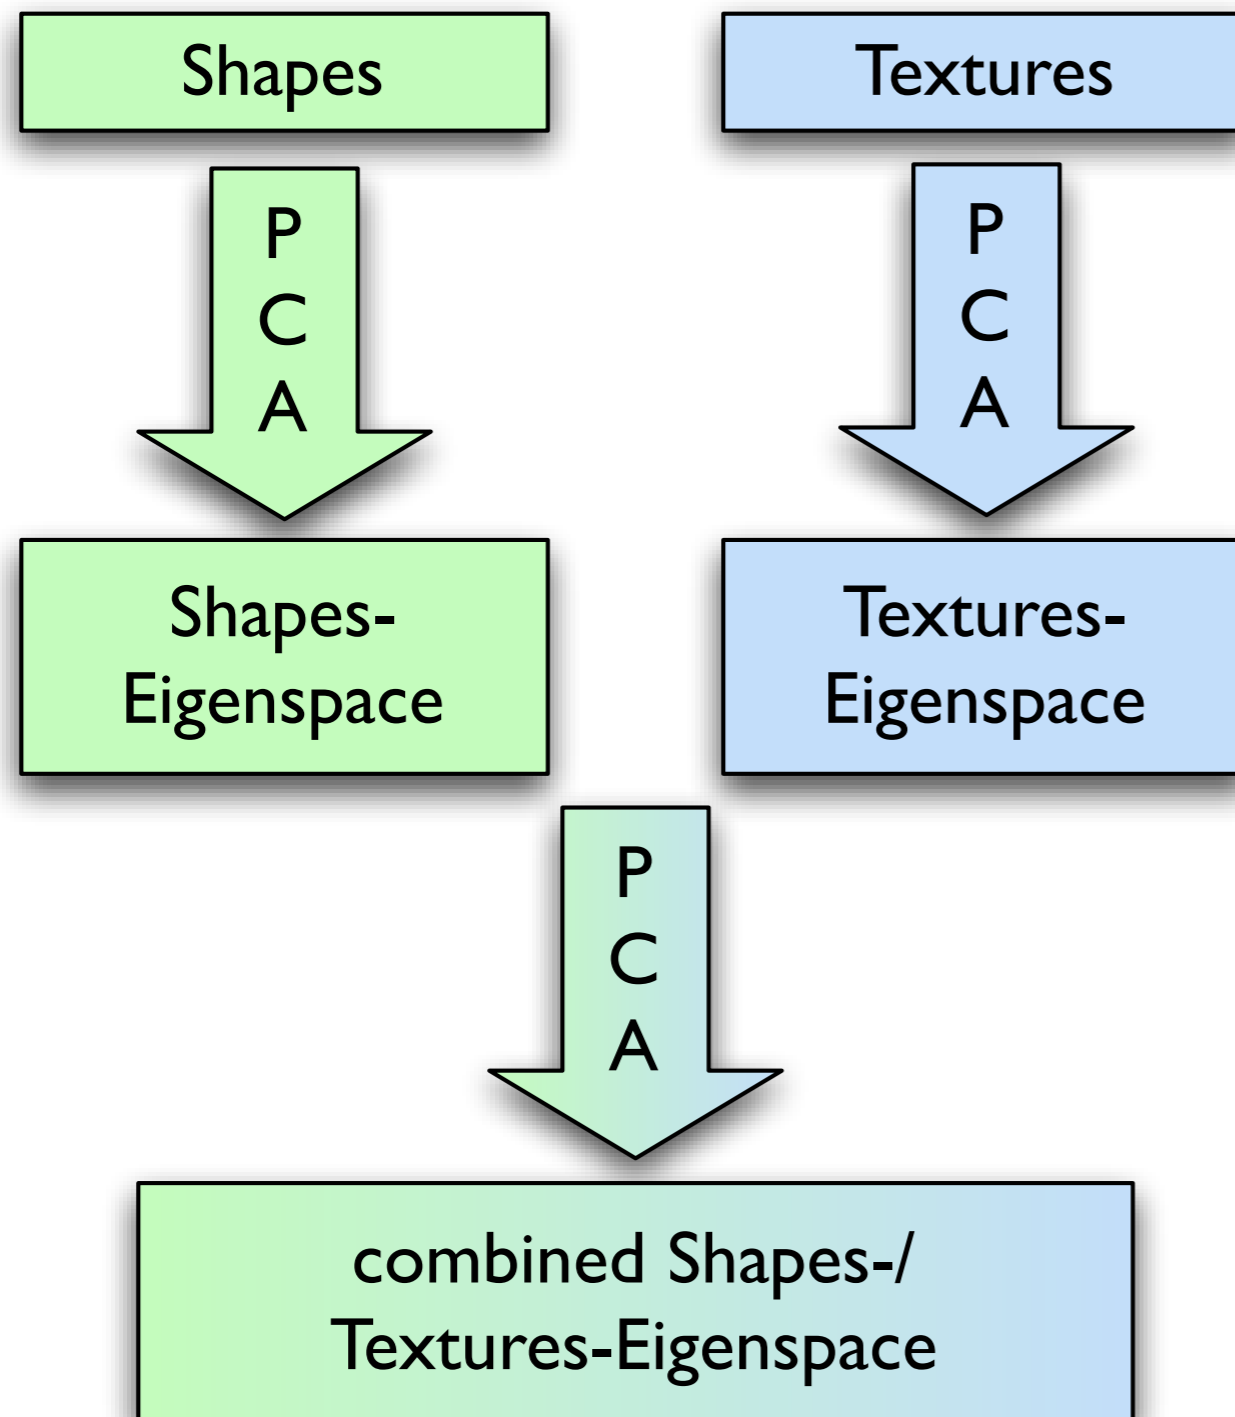 Shapes
Textures
P
C
A
P
C
A
Shapes-
Eigenspace
Textures-
Eigenspace
P
C
A
combined Shapes-/
Textures-Eigenspace